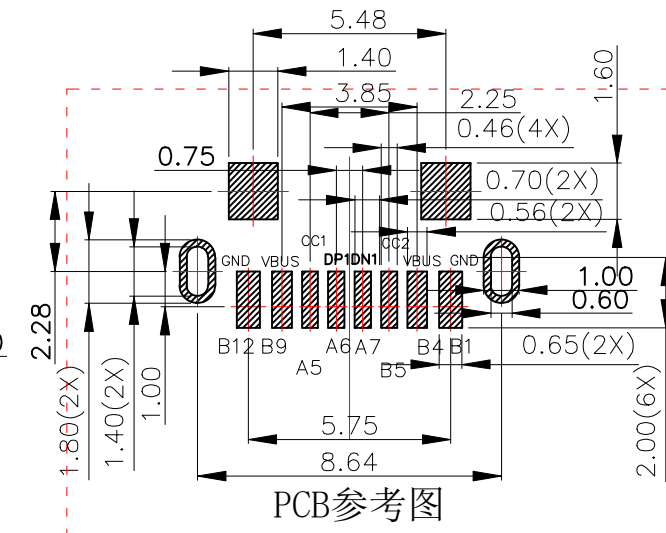 5.48
1.40
3.85
2.25
1.60
0.46(4X)
0.75
0.70(2X)
0.56(2X)
CC1
CC2
GND VBUS DP1DN1 VBUS GND
1.00
0.60
2.28
B12 B9 A6 A7 B4 B1
0.65(2X)
A5
B5
1.80(2X)
1.40(2X)
1.00
2.00(6X)
5.75
8.64
PCB参考图